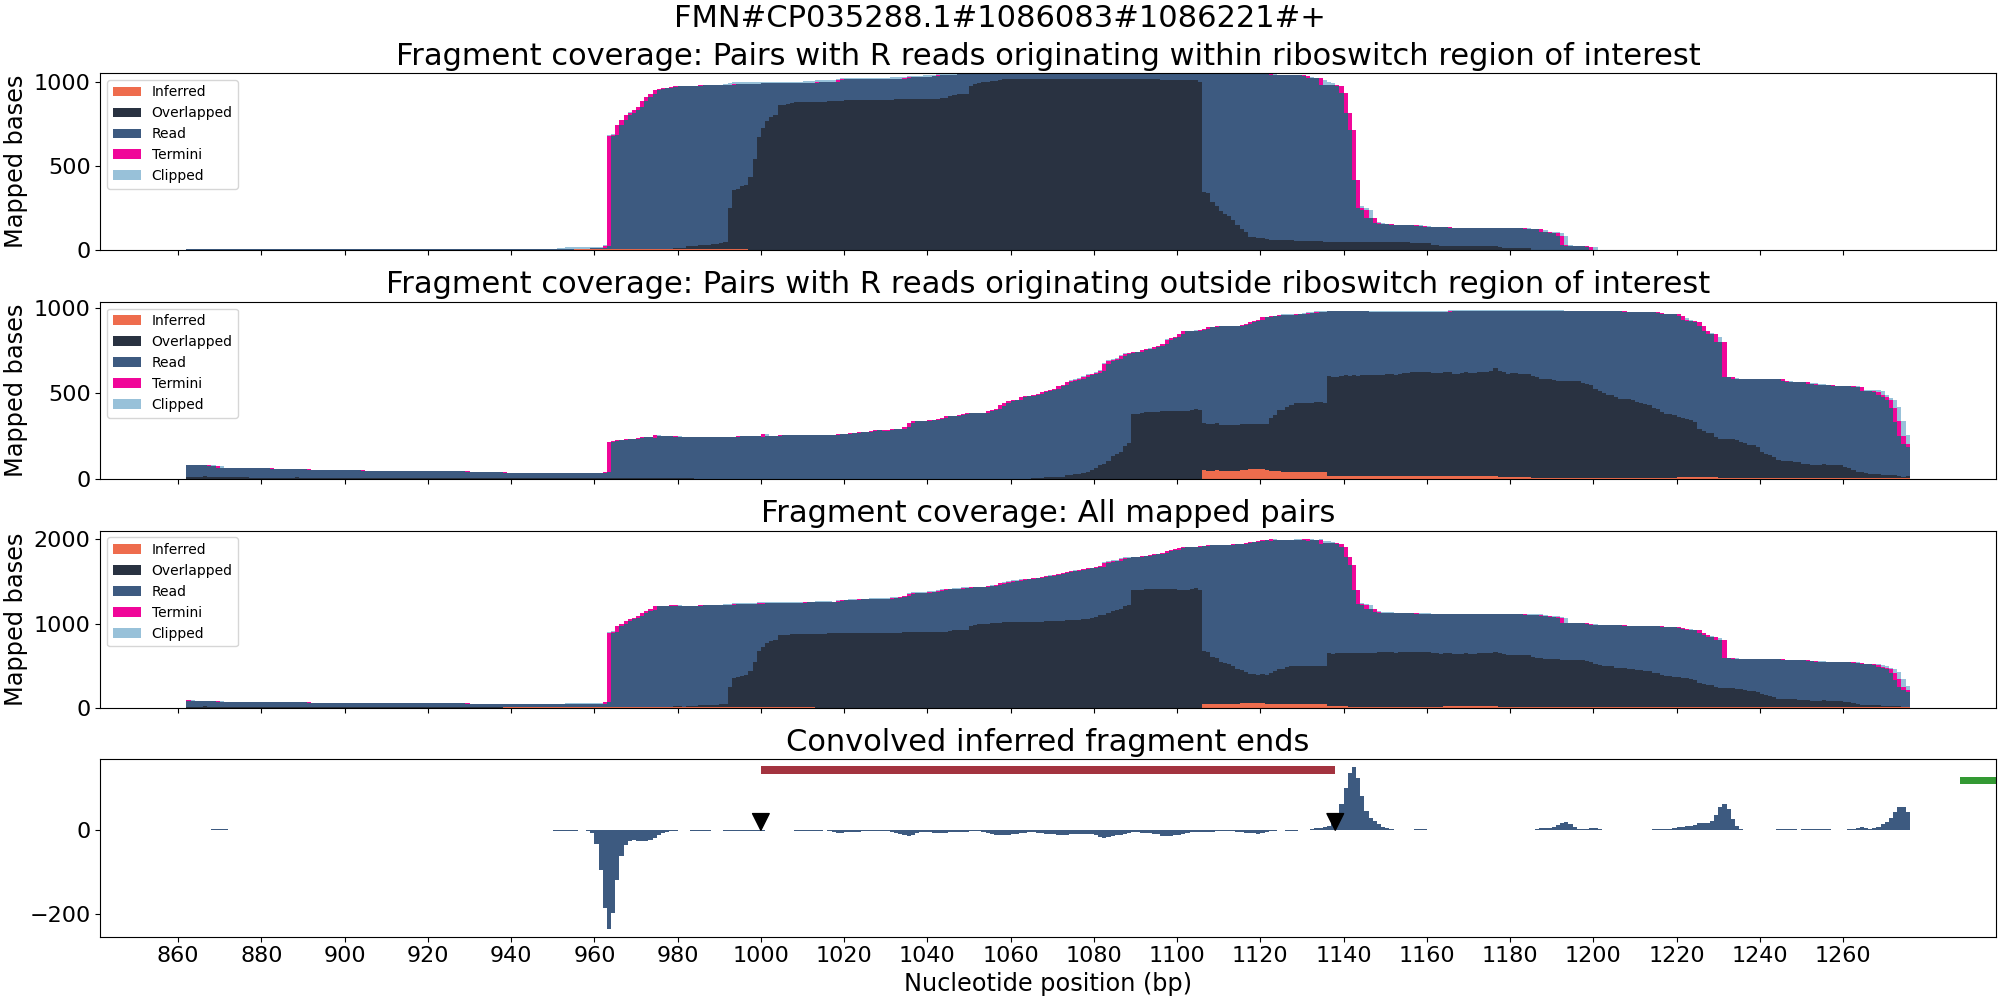 FMN#CP035288.1#1086083#1086221#+
Fragment coverage: Pairs with R reads originating within riboswitch region of interest
Mapped bases
1000
500
0
Inferred
Overlapped
Read
Termini
Clipped
Fragment coverage: Pairs with R reads originating outside riboswitch region of interest
Mapped bases
1000
500
0
Inferred
Overlapped
Read
Termini
Clipped
Fragment coverage: All mapped pairs
Mapped bases
2000
1000
0
Inferred
Overlapped
Read
Termini
Clipped
Convolved inferred fragment ends
0
−200
860 880 900 920 940 960 980 1000 1020 1040 1060 1080 1100 1120 1140 1160 1180 1200 1220 1240 1260
Nucleotide position (bp)